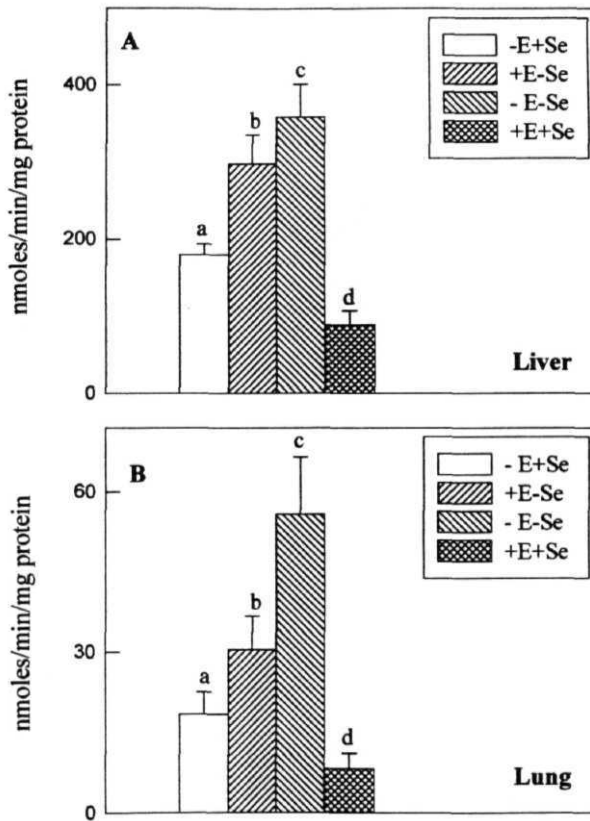 A
-E+Se
+E-Se
- E-Se
+E+Se
nmoles/min/mg protein
400
200
0
a
b
c
d
Liver
B
- E+Se
+E-Se
- E-Se
+E+Se
nmoles/min/mg protein
60
30
0
a
b
c
d
Lung